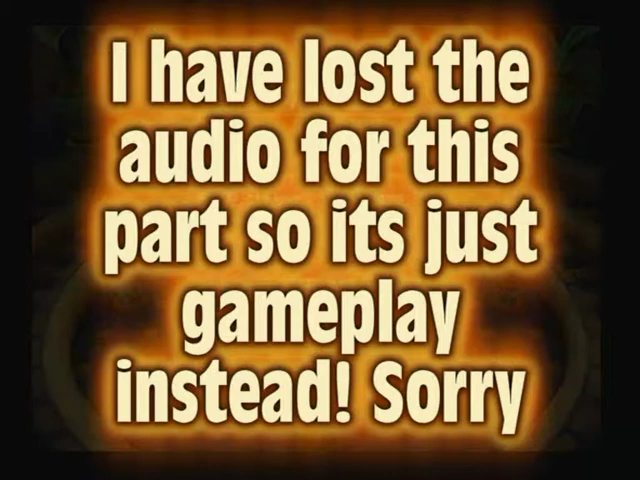 I have lost the
audio for this
part so its just
gameplay
instead! Sorry